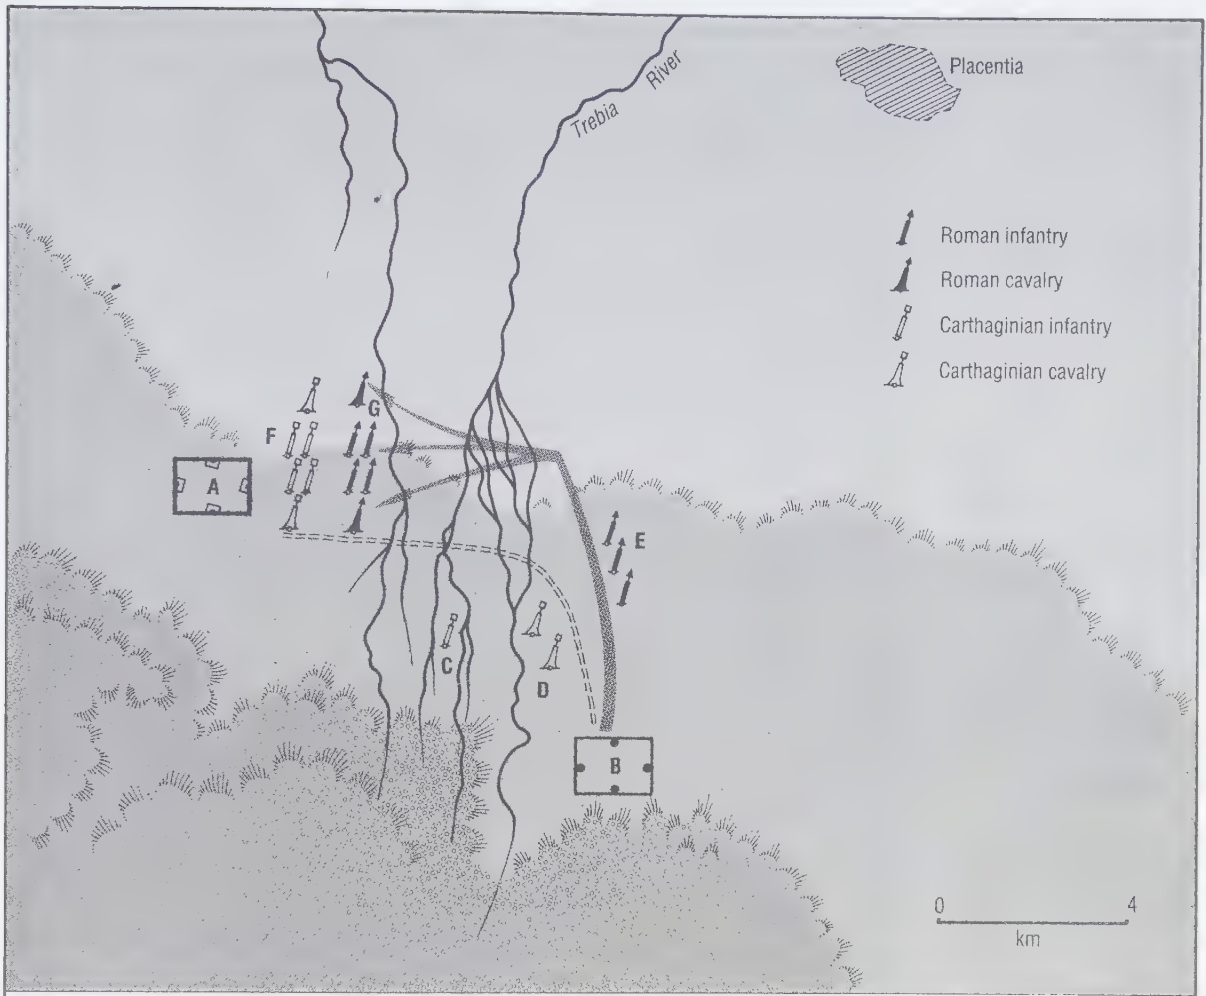 Placentia
Trebia River
Roman infantry
Roman cavalry
Carthaginian infantry
Carthaginian cavalry
G
F
A
E
C
D
B
0 4
km